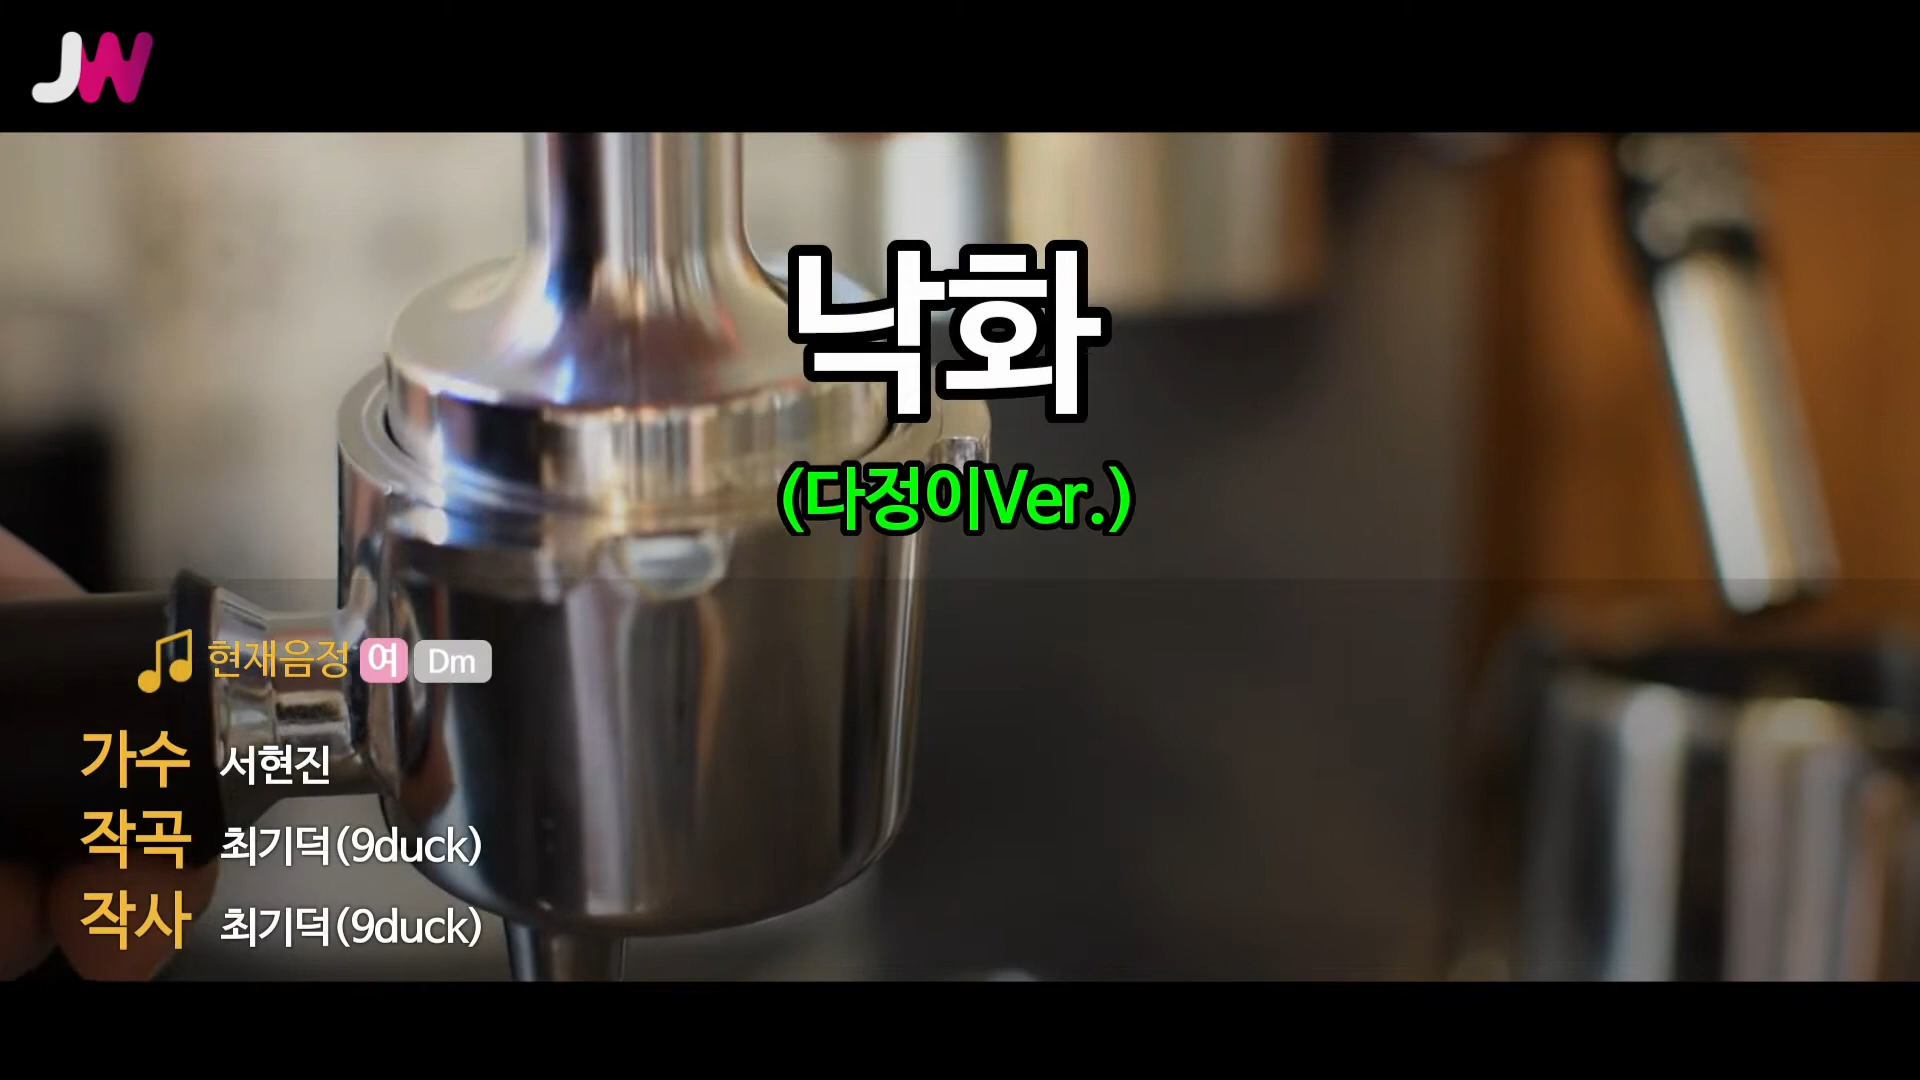 JW
낙화
(다정이Ver.)
현재음정 여 Dm
가수 서현진
작곡 최기덕(9duck)
작사 최기덕(9duck)